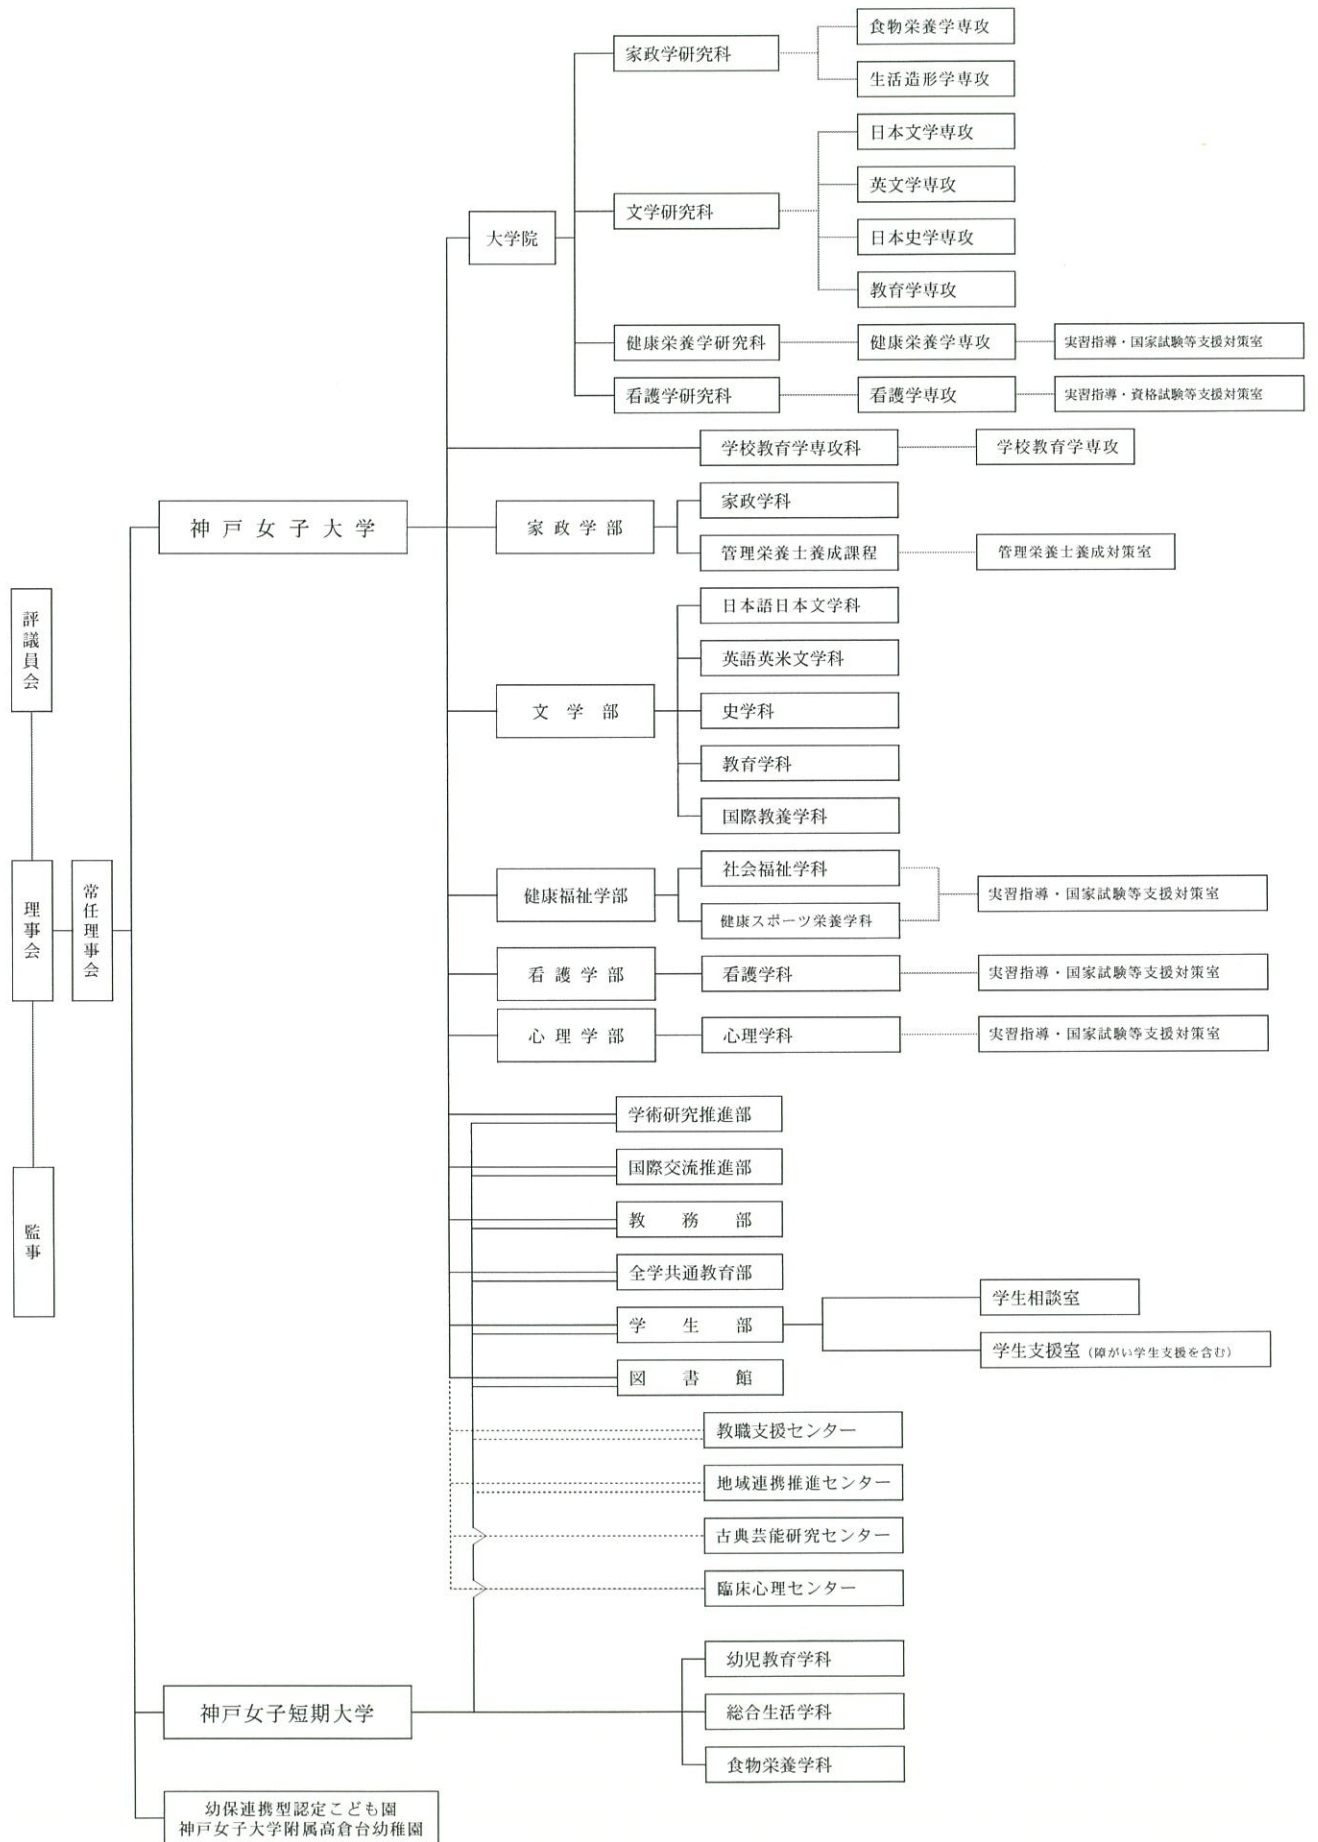 評議員会
理事会
監事
常任理事会
神戸女子大学
大学院
家政学研究科
食物栄養学専攻
生活造形学専攻
文学研究科
日本文学専攻
英文学専攻
日本史学専攻
教育学専攻
健康栄養学研究科
健康栄養学専攻
実習指導・国家試験等支援対策室
看護学研究科
看護学専攻
実習指導・資格試験等支援対策室
学校教育学専攻科
学校教育学専攻
家政学部
家政学科
管理栄養士養成課程
管理栄養士養成対策室
文学部
日本語日本文学科
英語英米文学科
史学科
教育学科
国際教養学科
健康福祉学部
社会福祉学科
健康スポーツ栄養学科
実習指導・国家試験等支援対策室
看護学部
看護学科
実習指導・国家試験等支援対策室
心理学部
心理学科
実習指導・国家試験等支援対策室
学術研究推進部
国際交流推進部
教務部
全学共通教育部
学生部
学生相談室
学生支援室（障がい学生支援を含む）
図書館
教職支援センター
地域連携推進センター
古典芸能研究センター
臨床心理センター
神戸女子短期大学
幼児教育学科
総合生活学科
食物栄養学科
幼保連携型認定こども園
神戸女子大学附属高倉台幼稚園